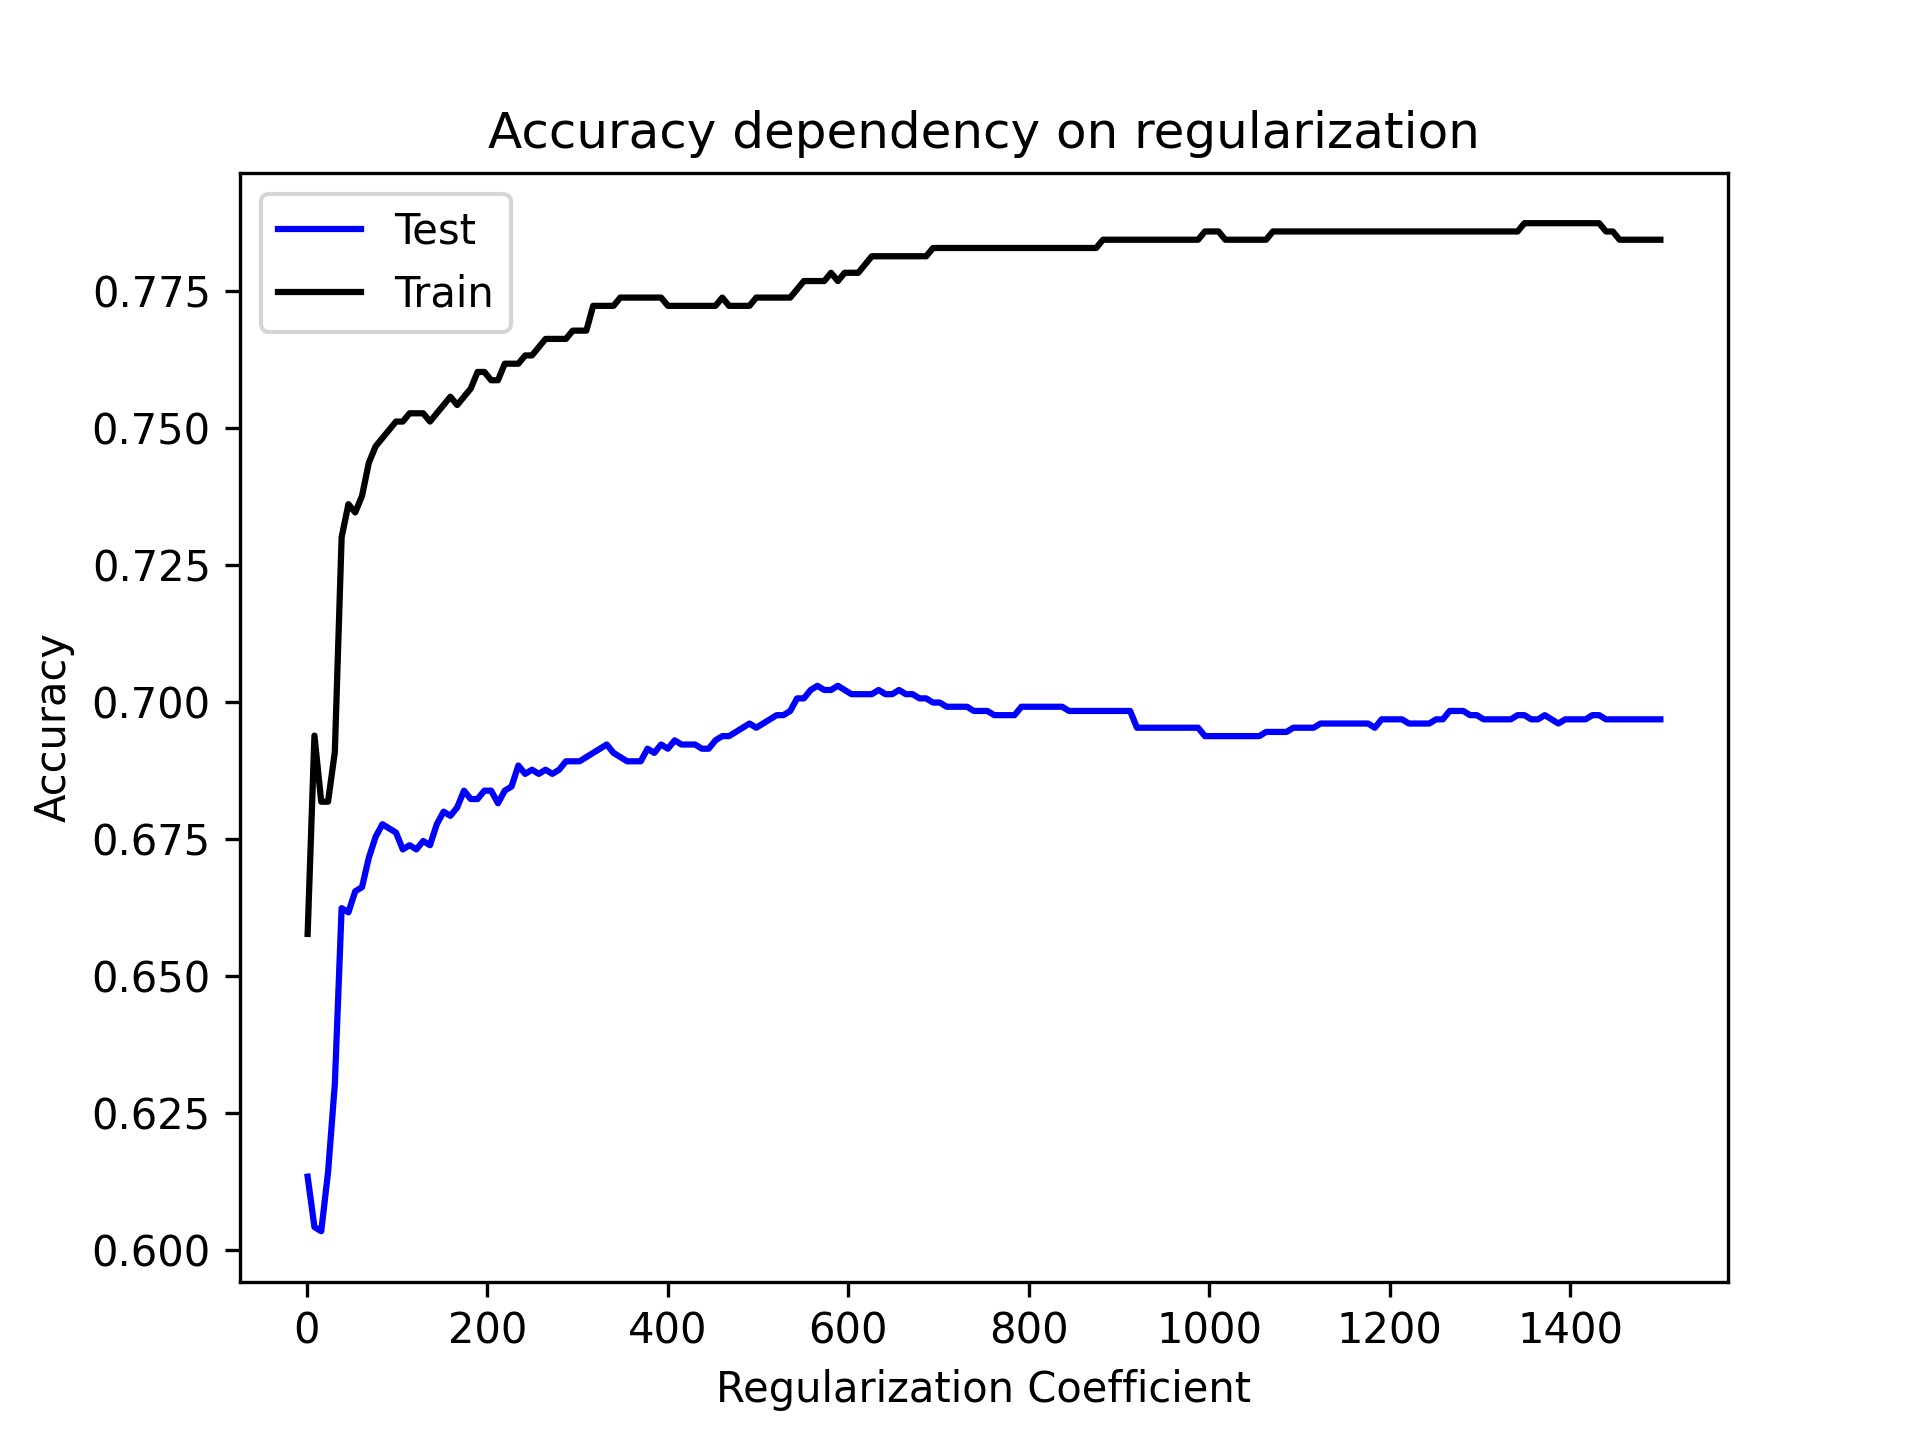 Accuracy dependency on regularization
Test
Train
0.775
0.750
0.725
0.700
0.675
0.650
0.625
0.600
Accuracy
0 200 400 600 800 1000 1200 1400
Regularization Coefficient